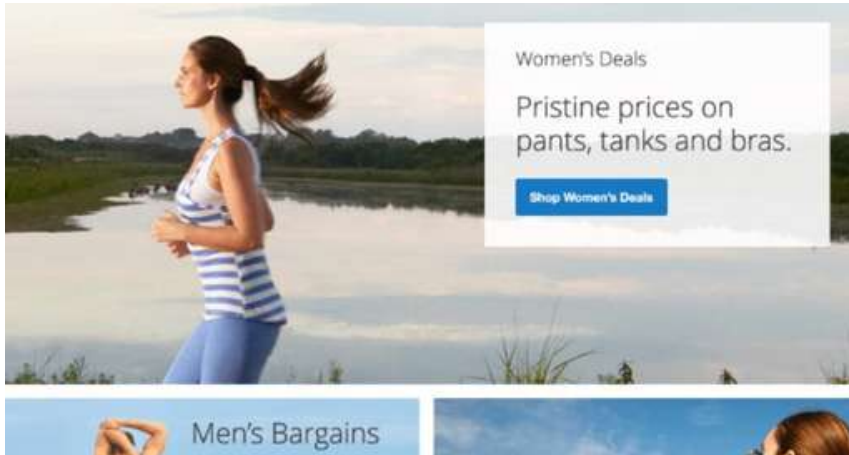 Women's Deals
Pristine prices on
pants, tanks and bras.
Shop Women's Deals
Men's Bargains